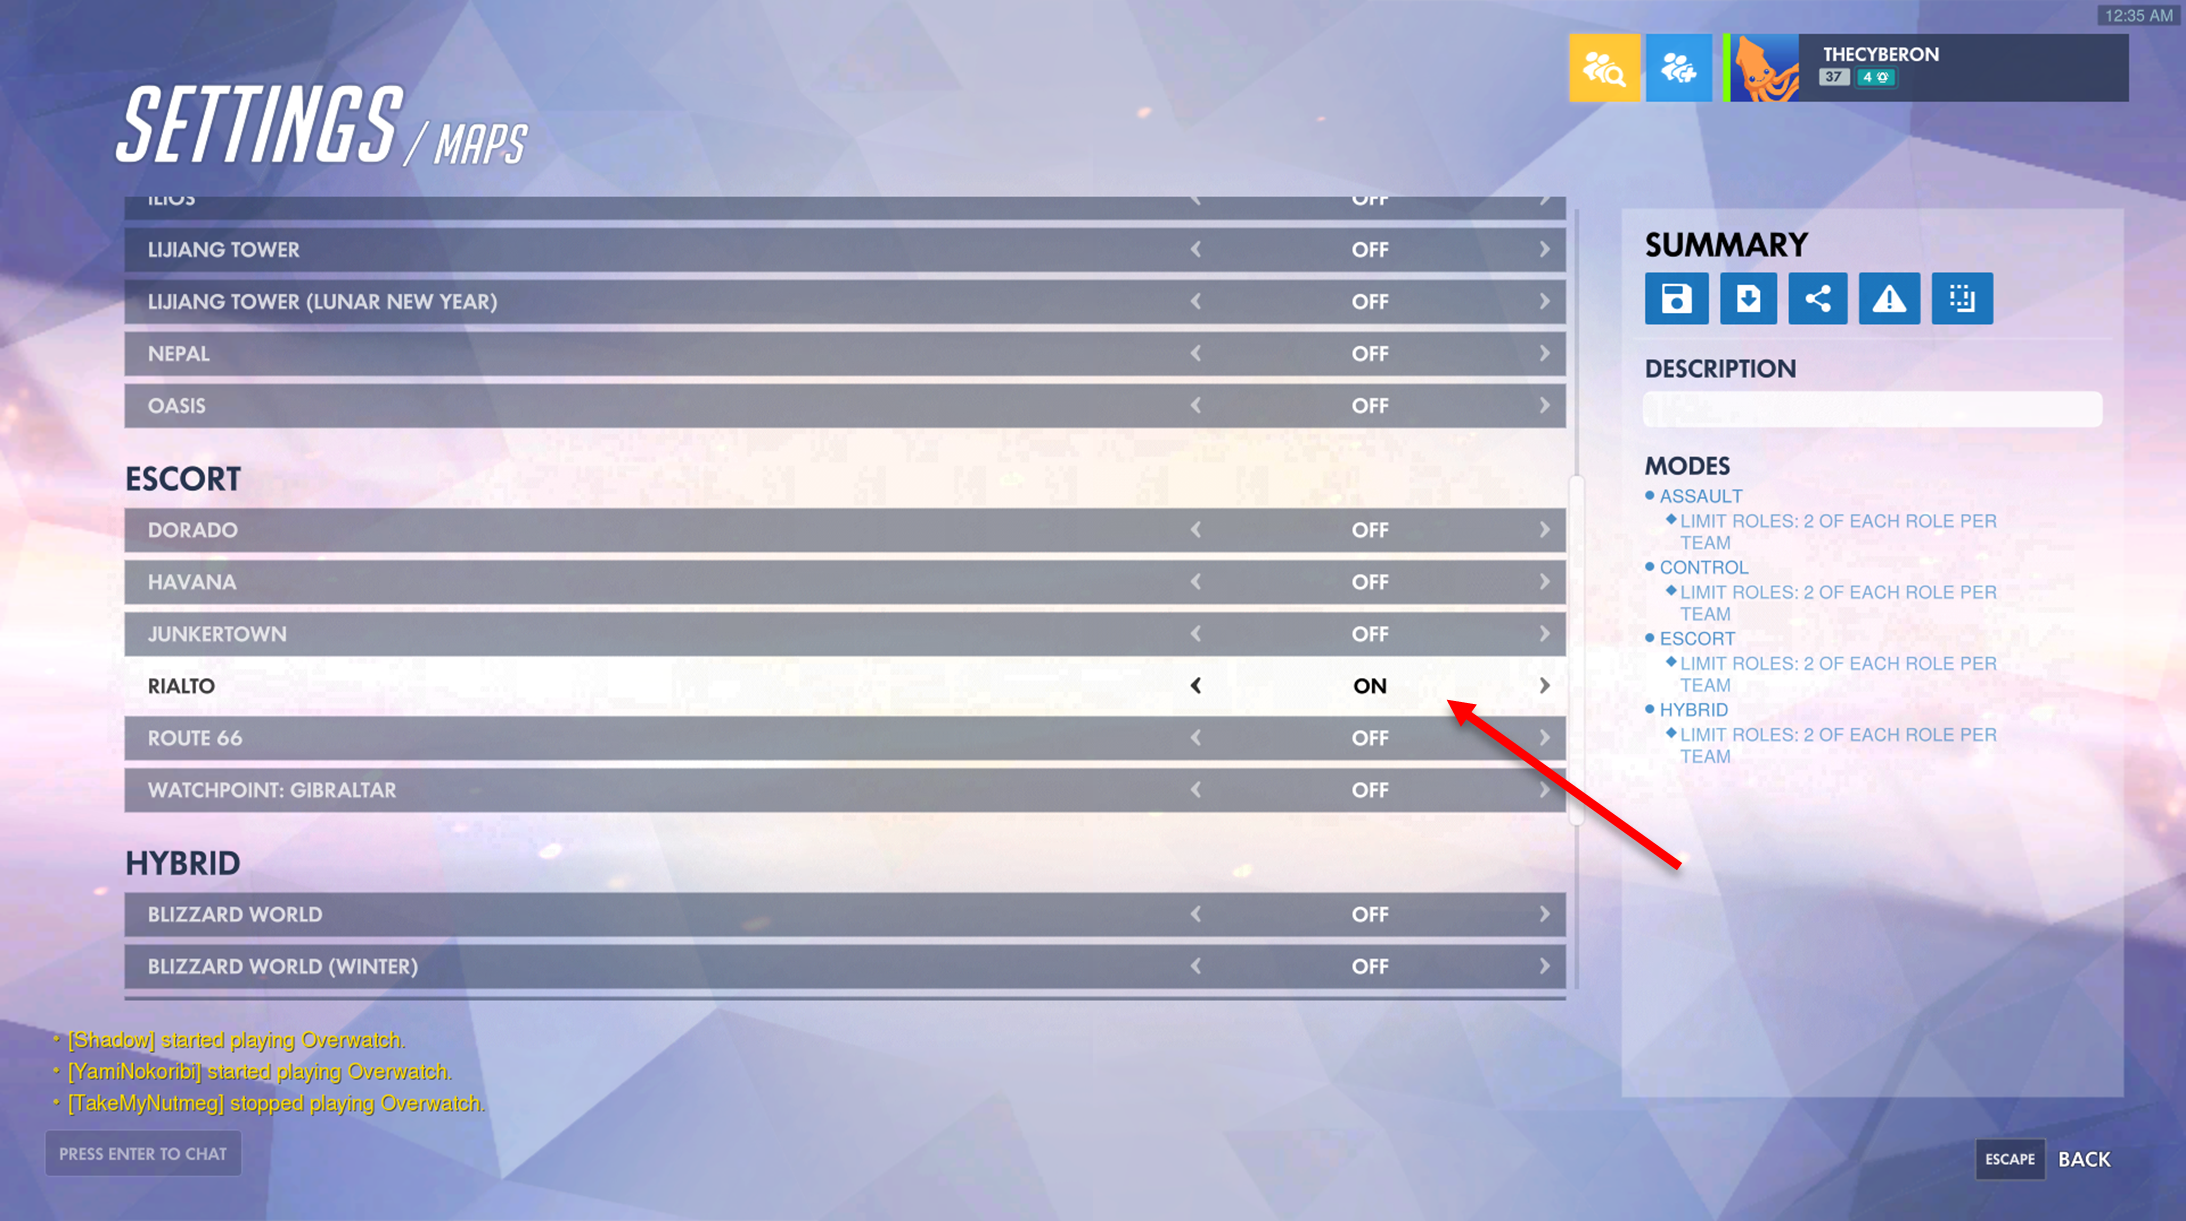 12:35 AM
THECYBERON
37 4
SETTINGS / MAPS
ILIOS OFF
LIJIANG TOWER OFF
LIJIANG TOWER (LUNAR NEW YEAR) OFF
NEPAL OFF
OASIS OFF
ESCORT
DORADO OFF
HAVANA OFF
JUNKERTOWN OFF
RIALTO ON
ROUTE 66 OFF
WATCHPOINT: GIBRALTAR OFF
HYBRID
BLIZZARD WORLD OFF
BLIZZARD WORLD (WINTER) OFF
SUMMARY
DESCRIPTION
MODES
• ASSAULT
◆ LIMIT ROLES: 2 OF EACH ROLE PER
TEAM
• CONTROL
◆ LIMIT ROLES: 2 OF EACH ROLE PER
TEAM
• ESCORT
◆ LIMIT ROLES: 2 OF EACH ROLE PER
TEAM
• HYBRID
◆ LIMIT ROLES: 2 OF EACH ROLE PER
TEAM
• [Shadow] started playing Overwatch.
• [YamiNokoribi] started playing Overwatch.
• [TakeMyNutmeg] stopped playing Overwatch.
PRESS ENTER TO CHAT
ESCAPE BACK